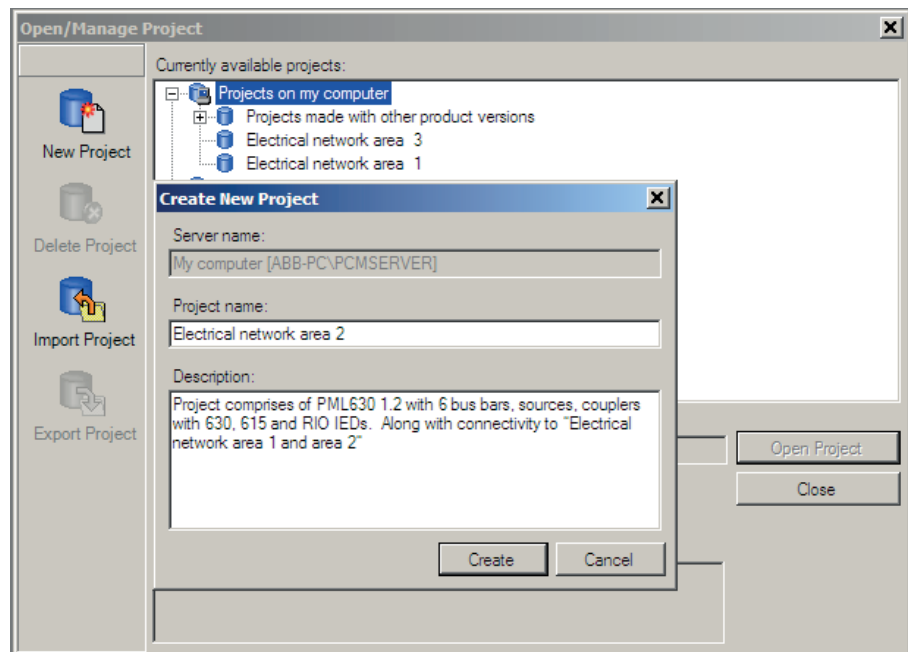 Open/Manage Project
Currently available projects:
Projects on my computer
Projects made with other product versions
Electrical network area 3
Electrical network area 1
New Project
Delete Project
Import Project
Export Project
Create New Project
Server name:
My computer [ABB-PC\PCMSERVER]
Project name:
Electrical network area 2
Description:
Project comprises of PML630 1.2 with 6 bus bars, sources, couplers
with 630, 615 and RIO IEDs. Along with connectivity to "Electrical
network area 1 and area 2"
Create
Cancel
Open Project
Close